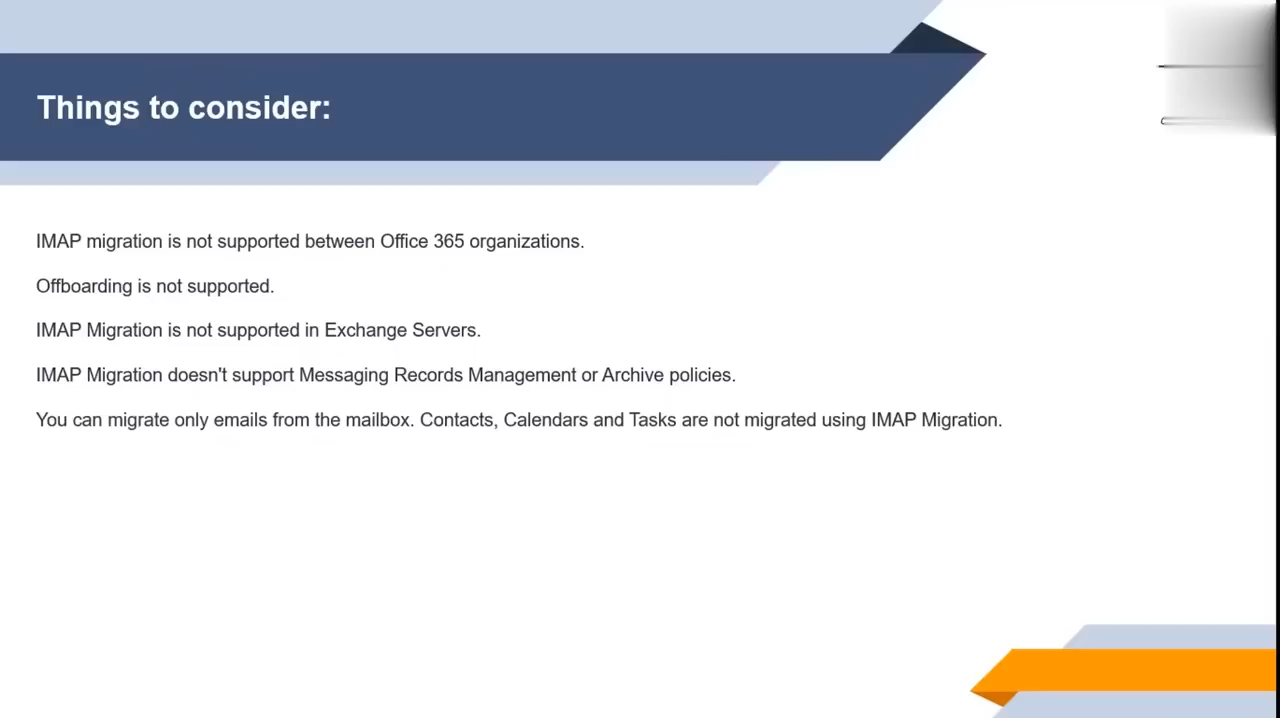 Things to consider:
IMAP migration is not supported between Office 365 organizations.
Offboarding is not supported.
IMAP Migration is not supported in Exchange Servers.
IMAP Migration doesn't support Messaging Records Management or Archive policies.
You can migrate only emails from the mailbox. Contacts, Calendars and Tasks are not migrated using IMAP Migration.